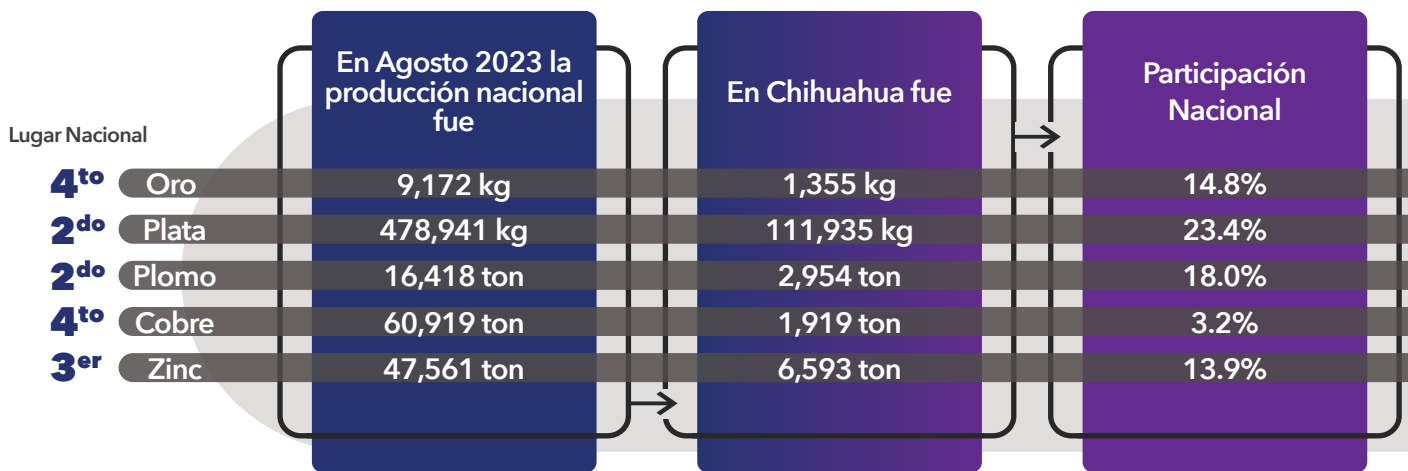 En Agosto 2023 la
producción nacional
fue
En Chihuahua fue
Participación
Nacional
Lugar Nacional
4to Oro 9,172 kg 1,355 kg 14.8%
2do Plata 478,941 kg 111,935 kg 23.4%
2do Plomo 16,418 ton 2,954 ton 18.0%
4to Cobre 60,919 ton 1,919 ton 3.2%
3er Zinc 47,561 ton 6,593 ton 13.9%